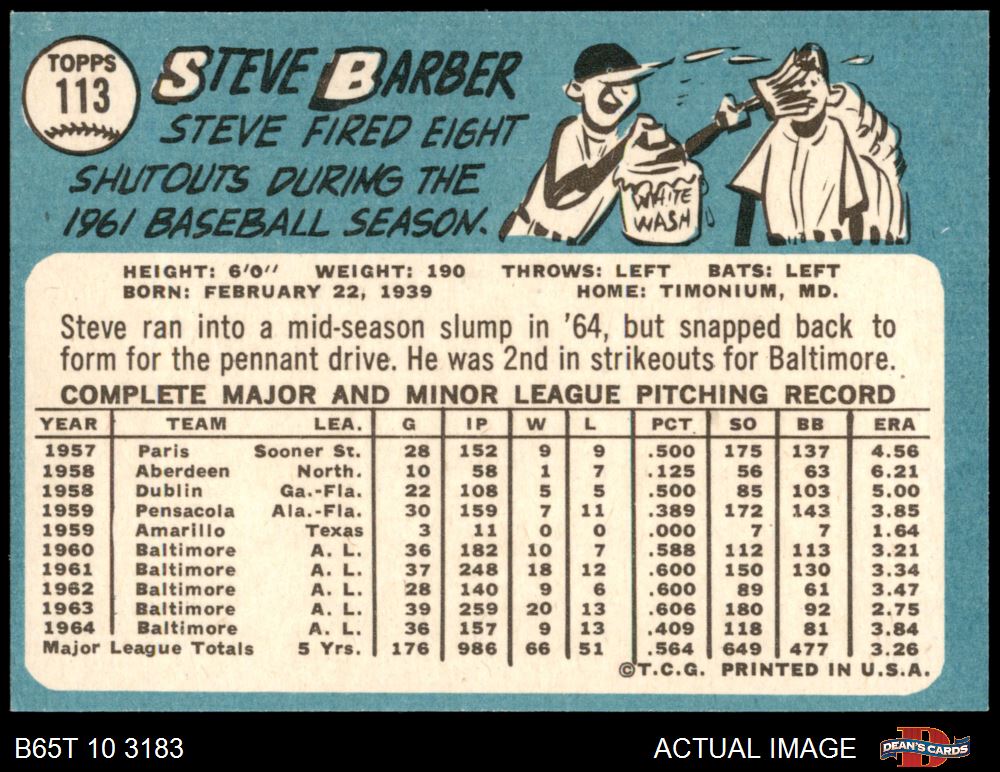 TOPPS
113
STEVE BARBER
STEVE FIRED EIGHT
SHUTOUTS DURING THE
1961 BASEBALL SEASON.
WHITE
WASH
HEIGHT: 6'0" WEIGHT: 190 THROWS: LEFT BATS: LEFT
BORN: FEBRUARY 22, 1939 HOME: TIMONIUM, MD.
Steve ran into a mid-season slump in '64, but snapped back to
form for the pennant drive. He was 2nd in strikeouts for Baltimore.
COMPLETE MAJOR AND MINOR LEAGUE PITCHING RECORD
YEAR TEAM LEA. G IP W L PCT. SO BB ERA
1957 Paris Sooner St. 28 152 9 9 .500 175 137 4.56
1958 Aberdeen North. 10 58 1 7 .125 56 63 6.21
1958 Dublin Ga.-Fla. 22 108 5 5 .500 85 103 5.00
1959 Pensacola Ala.-Fla. 30 159 7 11 .389 172 143 3.85
1959 Amarillo Texas 3 11 0 0 .000 7 7 1.64
1960 Baltimore A. L. 36 182 10 7 .588 112 113 3.21
1961 Baltimore A. L. 37 248 18 12 .600 150 130 3.34
1962 Baltimore A. L. 28 140 9 6 .600 89 61 3.47
1963 Baltimore A. L. 39 259 20 13 .606 180 92 2.75
1964 Baltimore A. L. 36 157 9 13 .409 118 81 3.84
Major League Totals 5 Yrs. 176 986 66 51 .564 649 477 3.26
©T.C.G. PRINTED IN U.S.A.
B65T 10 3183
ACTUAL IMAGE
DEAN'S CARDS